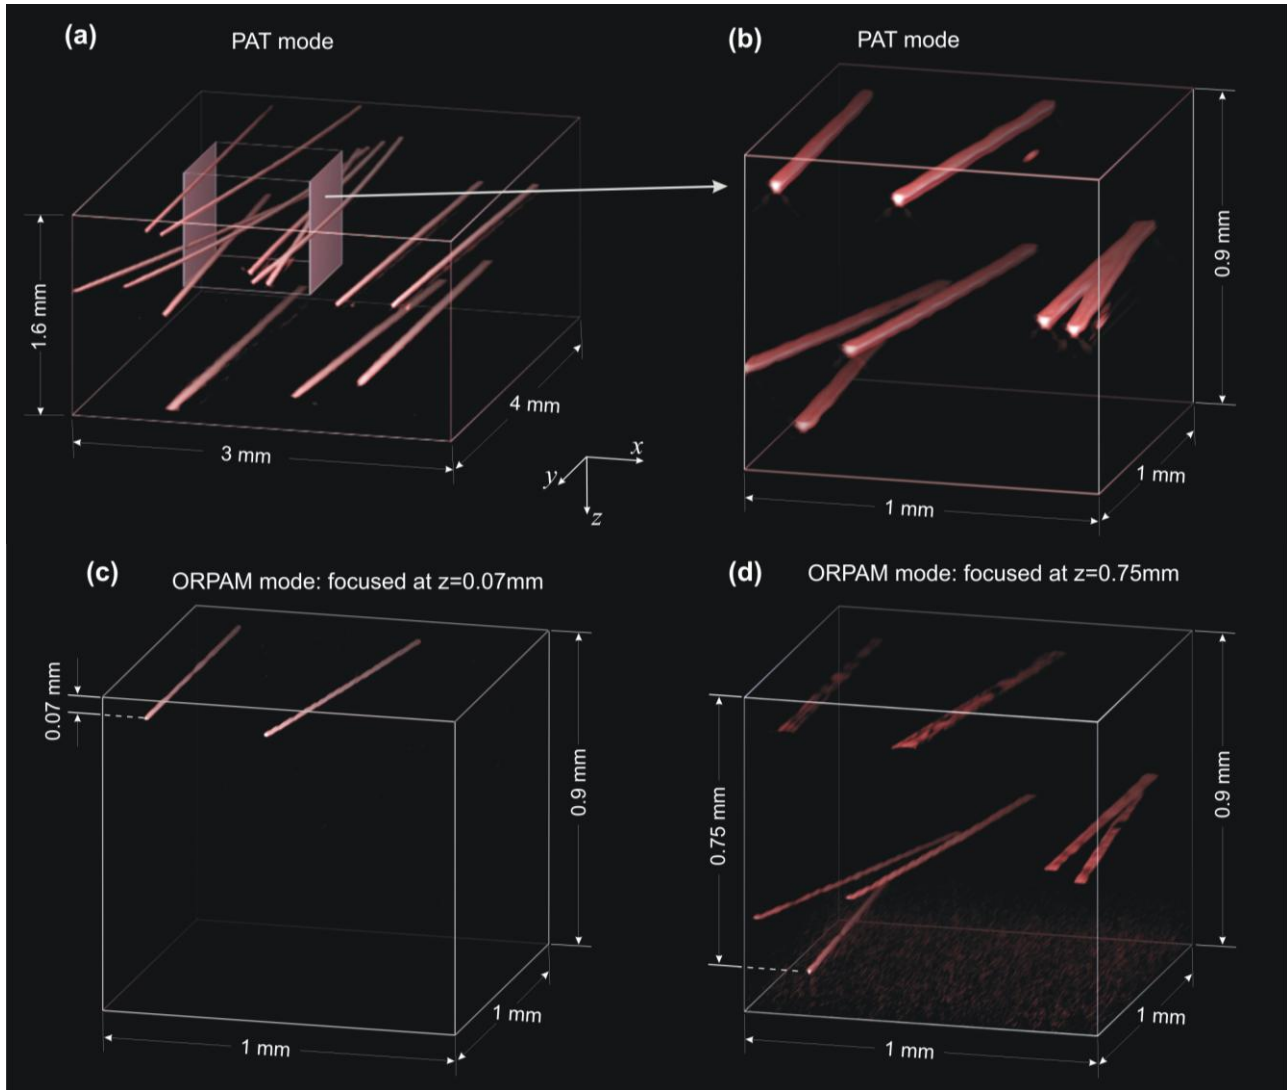 (a)
PAT mode
1.6 mm
3 mm
4 mm
x
y
z
(b)
PAT mode
0.9 mm
1 mm
1 mm
(c)
ORPAM mode: focused at z=0.07mm
0.07 mm
0.9 mm
1 mm
1 mm
(d)
ORPAM mode: focused at z=0.75mm
0.75 mm
0.9 mm
1 mm
1 mm